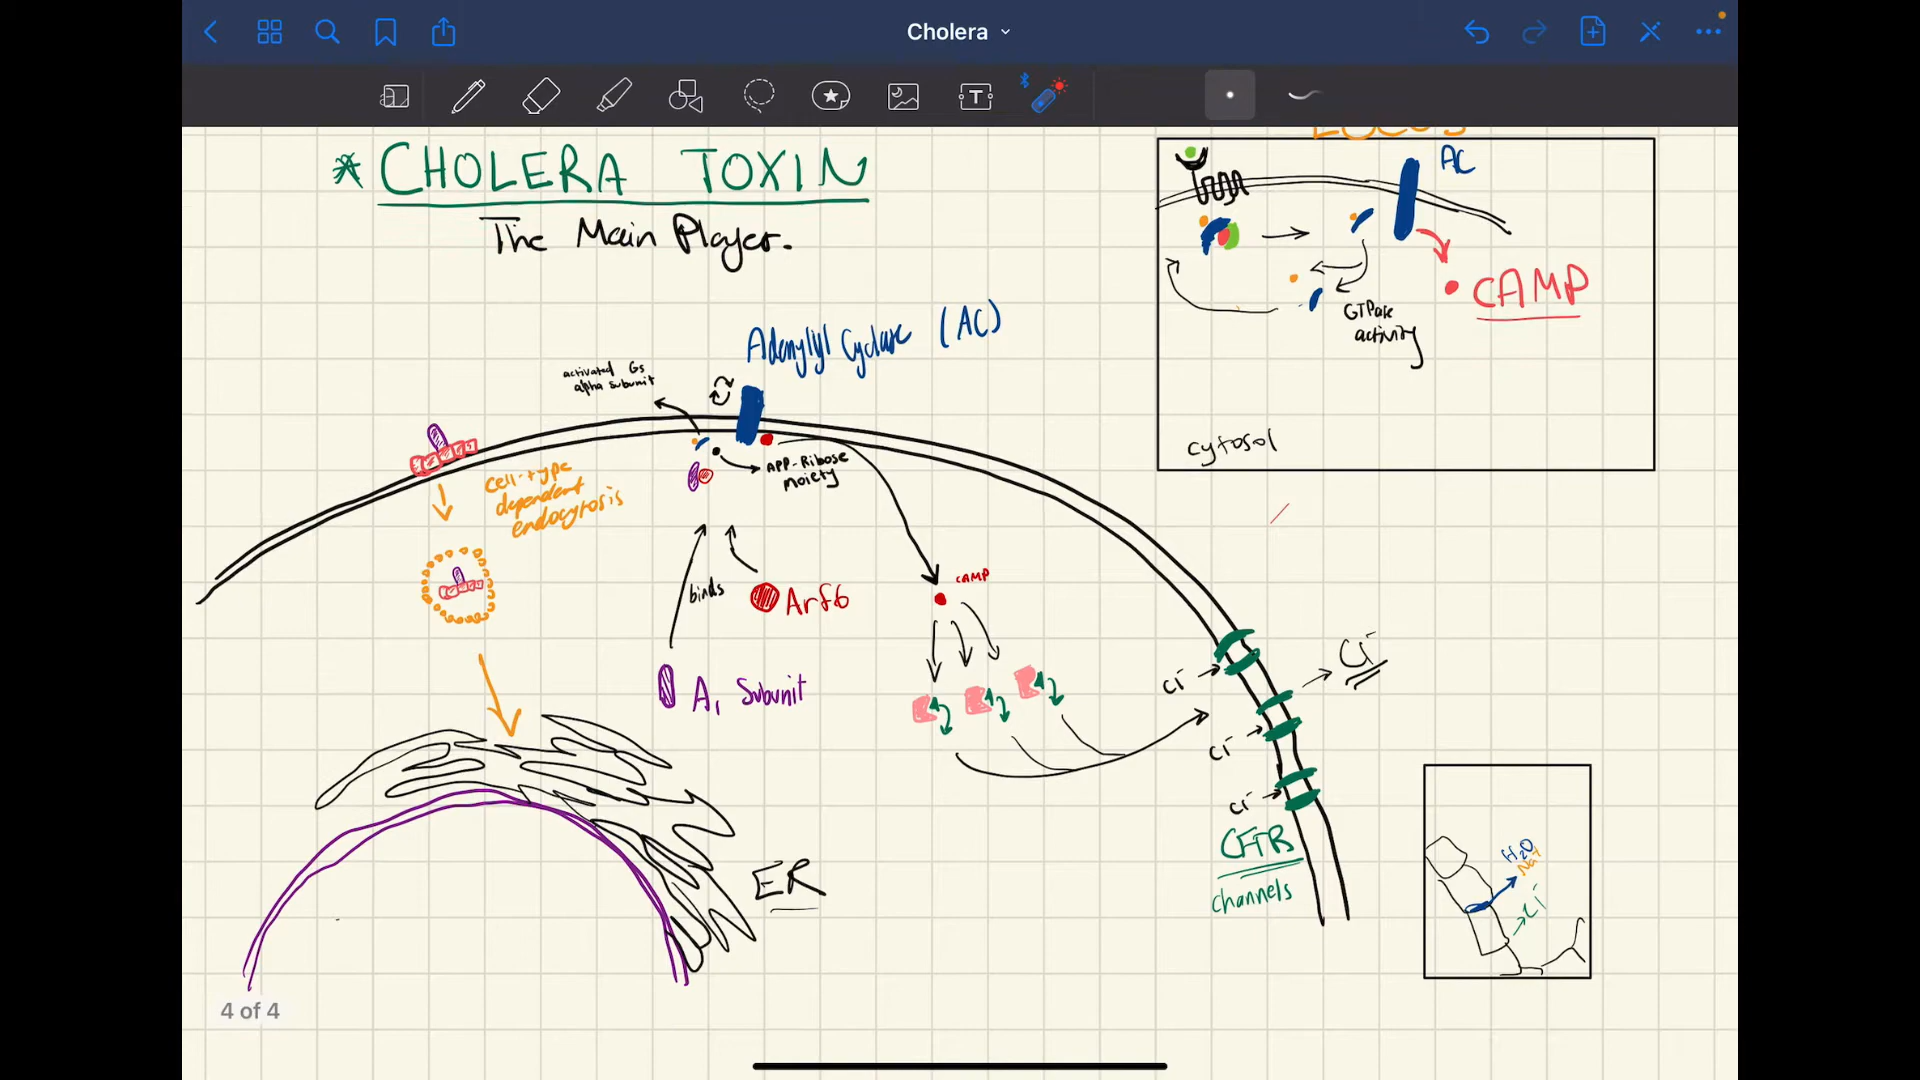 Cholera
* CHOLERA TOXIN
The Main Player.
AC
cAMP
GTPase
activity
cytosol
Adenylyl Cyclase (AC)
activated Gs
alpha subunit
cell-type
dependent
endocytosis
APP-Ribose
moiety
binds
Arf6
cAMP
A1 Subunit
Cl-
Cl-
Cl-
Cl-
CFTR
channels
ER
H2O
Na+
Cl-
4 of 4